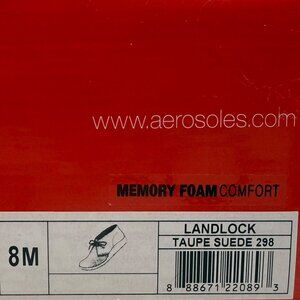 www.aerosoles.com
MEMORY FOAM COMFORT
8M
LANDLOCK
TAUPE SUEDE 298
8 88671 22089 3